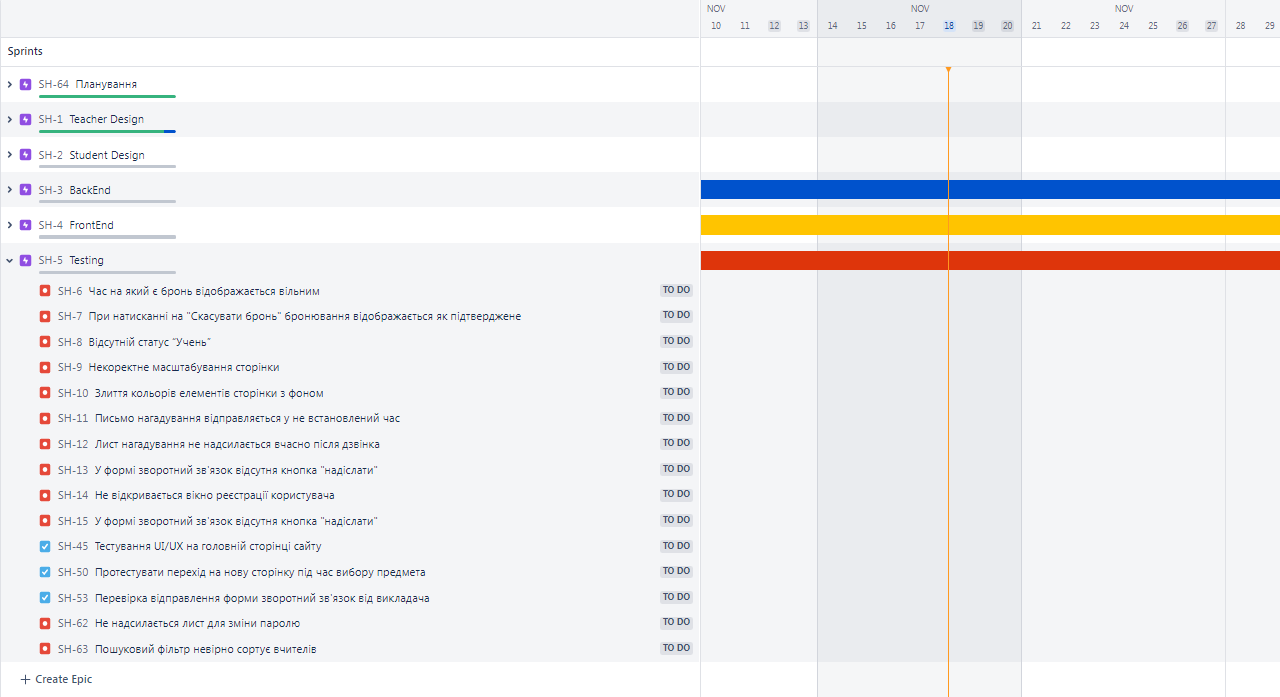 NOV NOV NOV
10 11 12 13 14 15 16 17 18 19 20 21 22 23 24 25 26 27 28 29
Sprints
SH-64 Планування
SH-1 Teacher Design
SH-2 Student Design
SH-3 BackEnd
SH-4 FrontEnd
SH-5 Testing
SH-6 Час на який є бронь відображається вільним TO DO
SH-7 При натисканні на "Скасувати бронь" бронювання відображається як підтверджене TO DO
SH-8 Відсутній статус “Учень” TO DO
SH-9 Некоректне масштабування сторінки TO DO
SH-10 Злиття кольорів елементів сторінки з фоном TO DO
SH-11 Письмо нагадування відправляється у не встановлений час TO DO
SH-12 Лист нагадування не надсилається вчасно після дзвінка TO DO
SH-13 У формі зворотний зв'язок відсутня кнопка "надіслати" TO DO
SH-14 Не відкривається вікно реєстрації користувача TO DO
SH-15 У формі зворотний зв'язок відсутня кнопка "надіслати" TO DO
SH-45 Тестування UI/UX на головній сторінці сайту TO DO
SH-50 Протестувати перехід на нову сторінку під час вибору предмета TO DO
SH-53 Перевірка відправлення форми зворотний зв'язок від викладача TO DO
SH-62 Не надсилається лист для зміни паролю TO DO
SH-63 Пошуковий фільтр невірно сортує вчителів TO DO
Create Epic